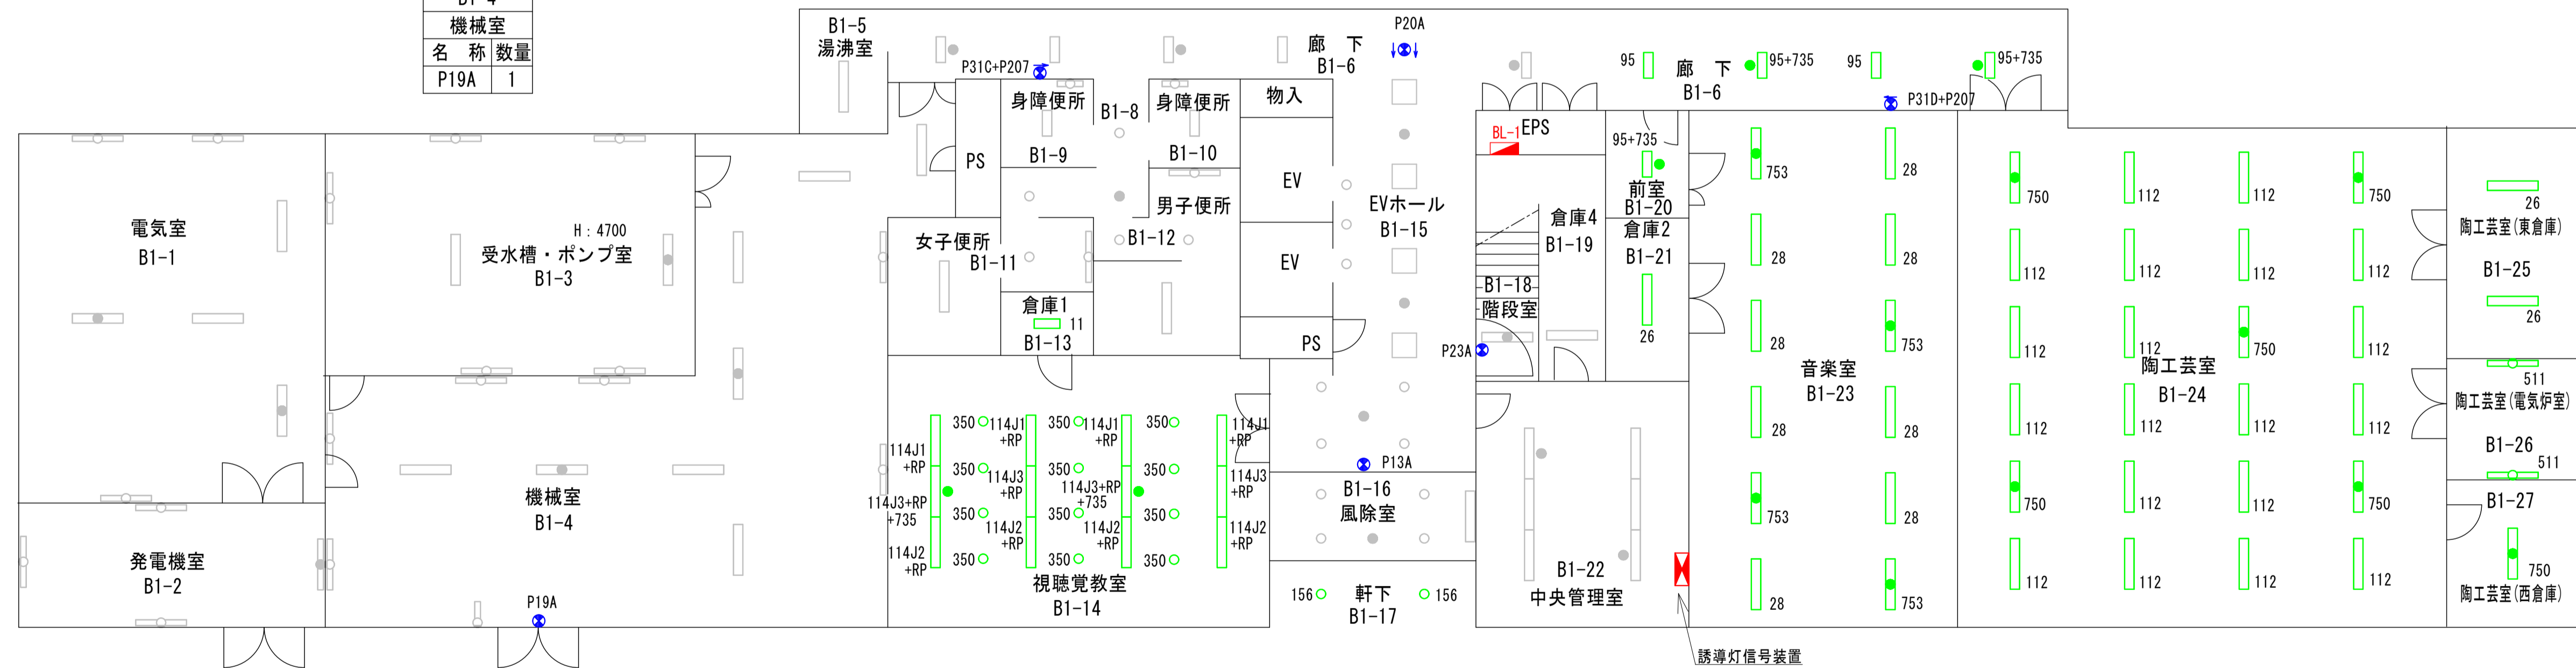 B1-4
機械室
名 称 数量
P19A 1
B1-5
湯沸室
P31C+P207
廊 下
B1-6
P20A
95
廊 下
B1-6
95+735
95
95+735
P31D+P207
身障便所
B1-9
B1-8
身障便所
B1-10
物入
PS
EV
EV
PS
EVホール
B1-15
BL-1
EPS
95+735
前室
B1-20
倉庫2
B1-21
26
倉庫4
B1-19
B1-18
階段室
P23A
電気室
B1-1
H：4700
受水槽・ポンプ室
B1-3
女子便所
B1-11
男子便所
B1-12
倉庫1
11
B1-13
753
28
28
28
28
753
28
28
753
28
753
28
音楽室
B1-23
750
112
112
750
112
112
112
112
112
112
750
112
陶工芸室
B1-24
112
112
112
112
750
112
112
750
112
112
112
112
26
陶工芸室(東倉庫)
B1-25
26
511
陶工芸室(電気炉室)
B1-26
511
B1-27
750
陶工芸室(西倉庫)
発電機室
B1-2
機械室
B1-4
P19A
114J1
+RP
350
114J1
+RP
350
114J1
+RP
350
114J1
+RP
114J3+RP
+735
350
114J3
+RP
350
114J3+RP
+735
350
114J3
+RP
114J2
+RP
350
114J2
+RP
350
114J2
+RP
350
114J2
+RP
350
350
350
視聴覚教室
B1-14
P13A
B1-16
風除室
156
軒下
B1-17
156
B1-22
中央管理室
誘導灯信号装置